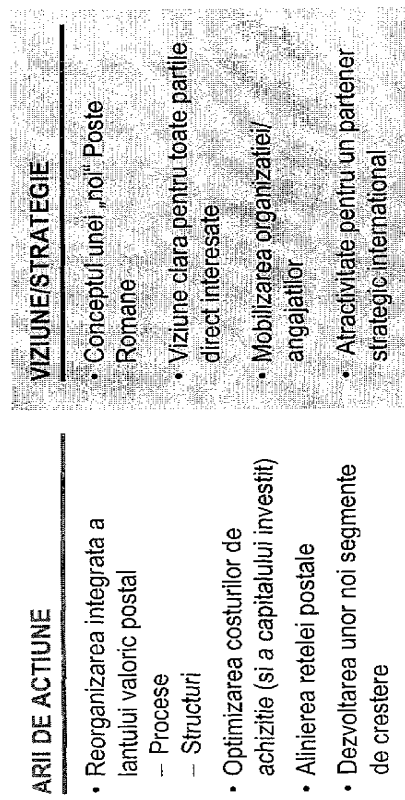 ARII DE ACTIUNE
• Reorganizarea integrata a
lantului valoric postal
– Procese
– Structuri
• Optimizarea costurilor de
achizitie (si a capitalului investit)
• Alinierea retelei postale
• Dezvoltarea unor noi segmente
de crestere
VIZIUNE/STRATEGIE
• Conceptul unei „noi" Poste
Romane
• Viziune clara pentru toate partile
direct interesate
• Mobilizarea organizatiei/
angajatilor
• Atractivitate pentru un partener
strategic international